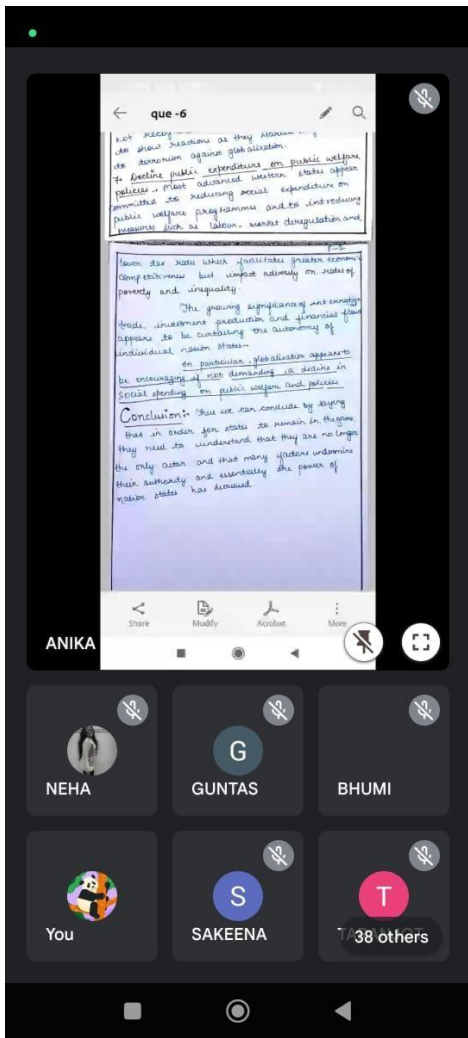 que -6
not
to show reactions as they
to terrorism against globalization.
7. Decline public expenditure on public welfare
policies. most advanced western states appear
committed to reducing social expenditure on
public welfare programmes and to introducing
measures such as labour, market deregulation and
lower tax rates which facilitates greater economic
competitiveness but impact adversely on rates of
poverty and inequality.
The growing significance of international
trade, investment production and financial flows
appears to be curtailing the autonomy of
individual nation states.
In particular, globalisation appears to
be encouraging if not demanding a decline in
social spending on public welfare and policies.
Conclusion:- Thus we can conclude by saying
that in order for states to remain in the game,
they need to understand that they are no longer
the only actor and that many factors undermine
their authority and essentially the power of
nation states has decreased.
Share Modify Acrobat More
ANIKA
NEHA
G
GUNTAS
BHUMI
You
S
SAKEENA
T
38 others